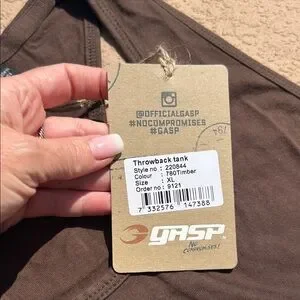 @OFFICIALGASP
#NOCOMPROMISES
#GASP
Throwback tank
Style no : 220844
Colour : 780Timber
Size : XL
Order no : 9121
7 332576 147388
GASP
NO
COMPROMISES!